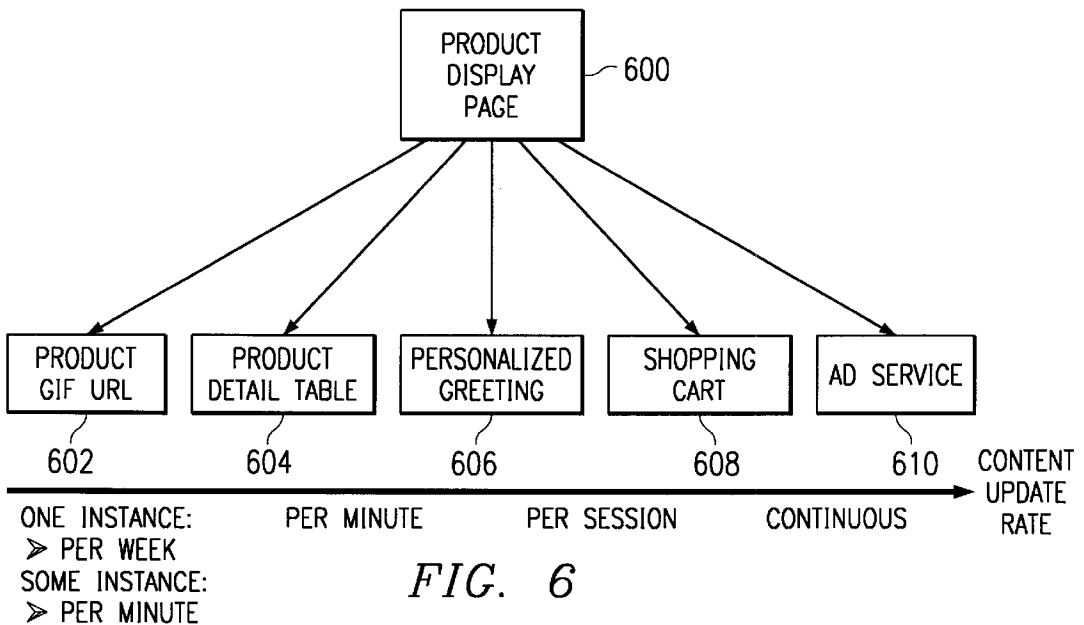 PRODUCT
DISPLAY
PAGE
600
PRODUCT
GIF URL
PRODUCT
DETAIL TABLE
PERSONALIZED
GREETING
SHOPPING
CART
AD SERVICE
602
604
606
608
610
CONTENT
UPDATE
RATE
ONE INSTANCE:
➢ PER WEEK
SOME INSTANCE:
➢ PER MINUTE
PER MINUTE
PER SESSION
CONTINUOUS
FIG. 6